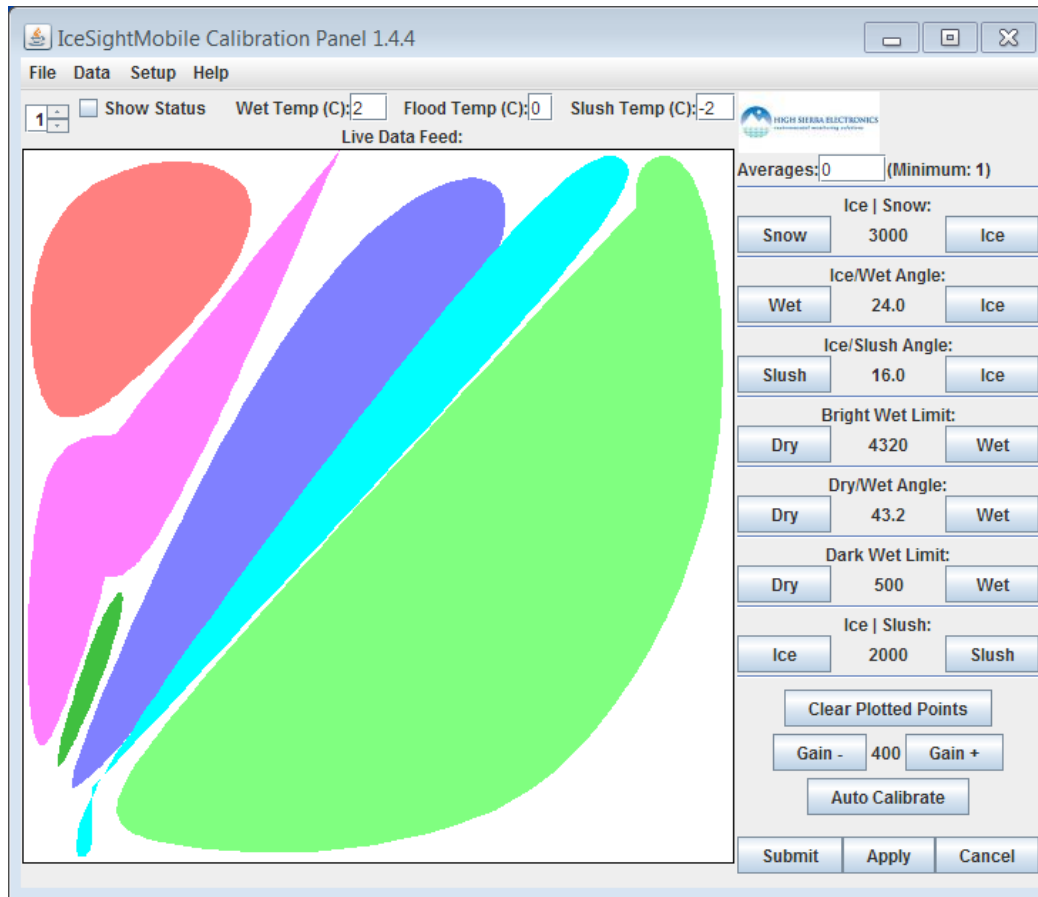 IceSightMobile Calibration Panel 1.4.4
File Data Setup Help
1 Show Status Wet Temp (C): 2 Flood Temp (C): 0 Slush Temp (C): -2
Live Data Feed:
HIGH SIERRA ELECTRONICS
environmental monitoring solutions
Averages: 0 (Minimum: 1)
Ice | Snow:
Snow 3000 Ice
Ice/Wet Angle:
Wet 24.0 Ice
Ice/Slush Angle:
Slush 16.0 Ice
Bright Wet Limit:
Dry 4320 Wet
Dry/Wet Angle:
Dry 43.2 Wet
Dark Wet Limit:
Dry 500 Wet
Ice | Slush:
Ice 2000 Slush
Clear Plotted Points
Gain - 400 Gain +
Auto Calibrate
Submit Apply Cancel